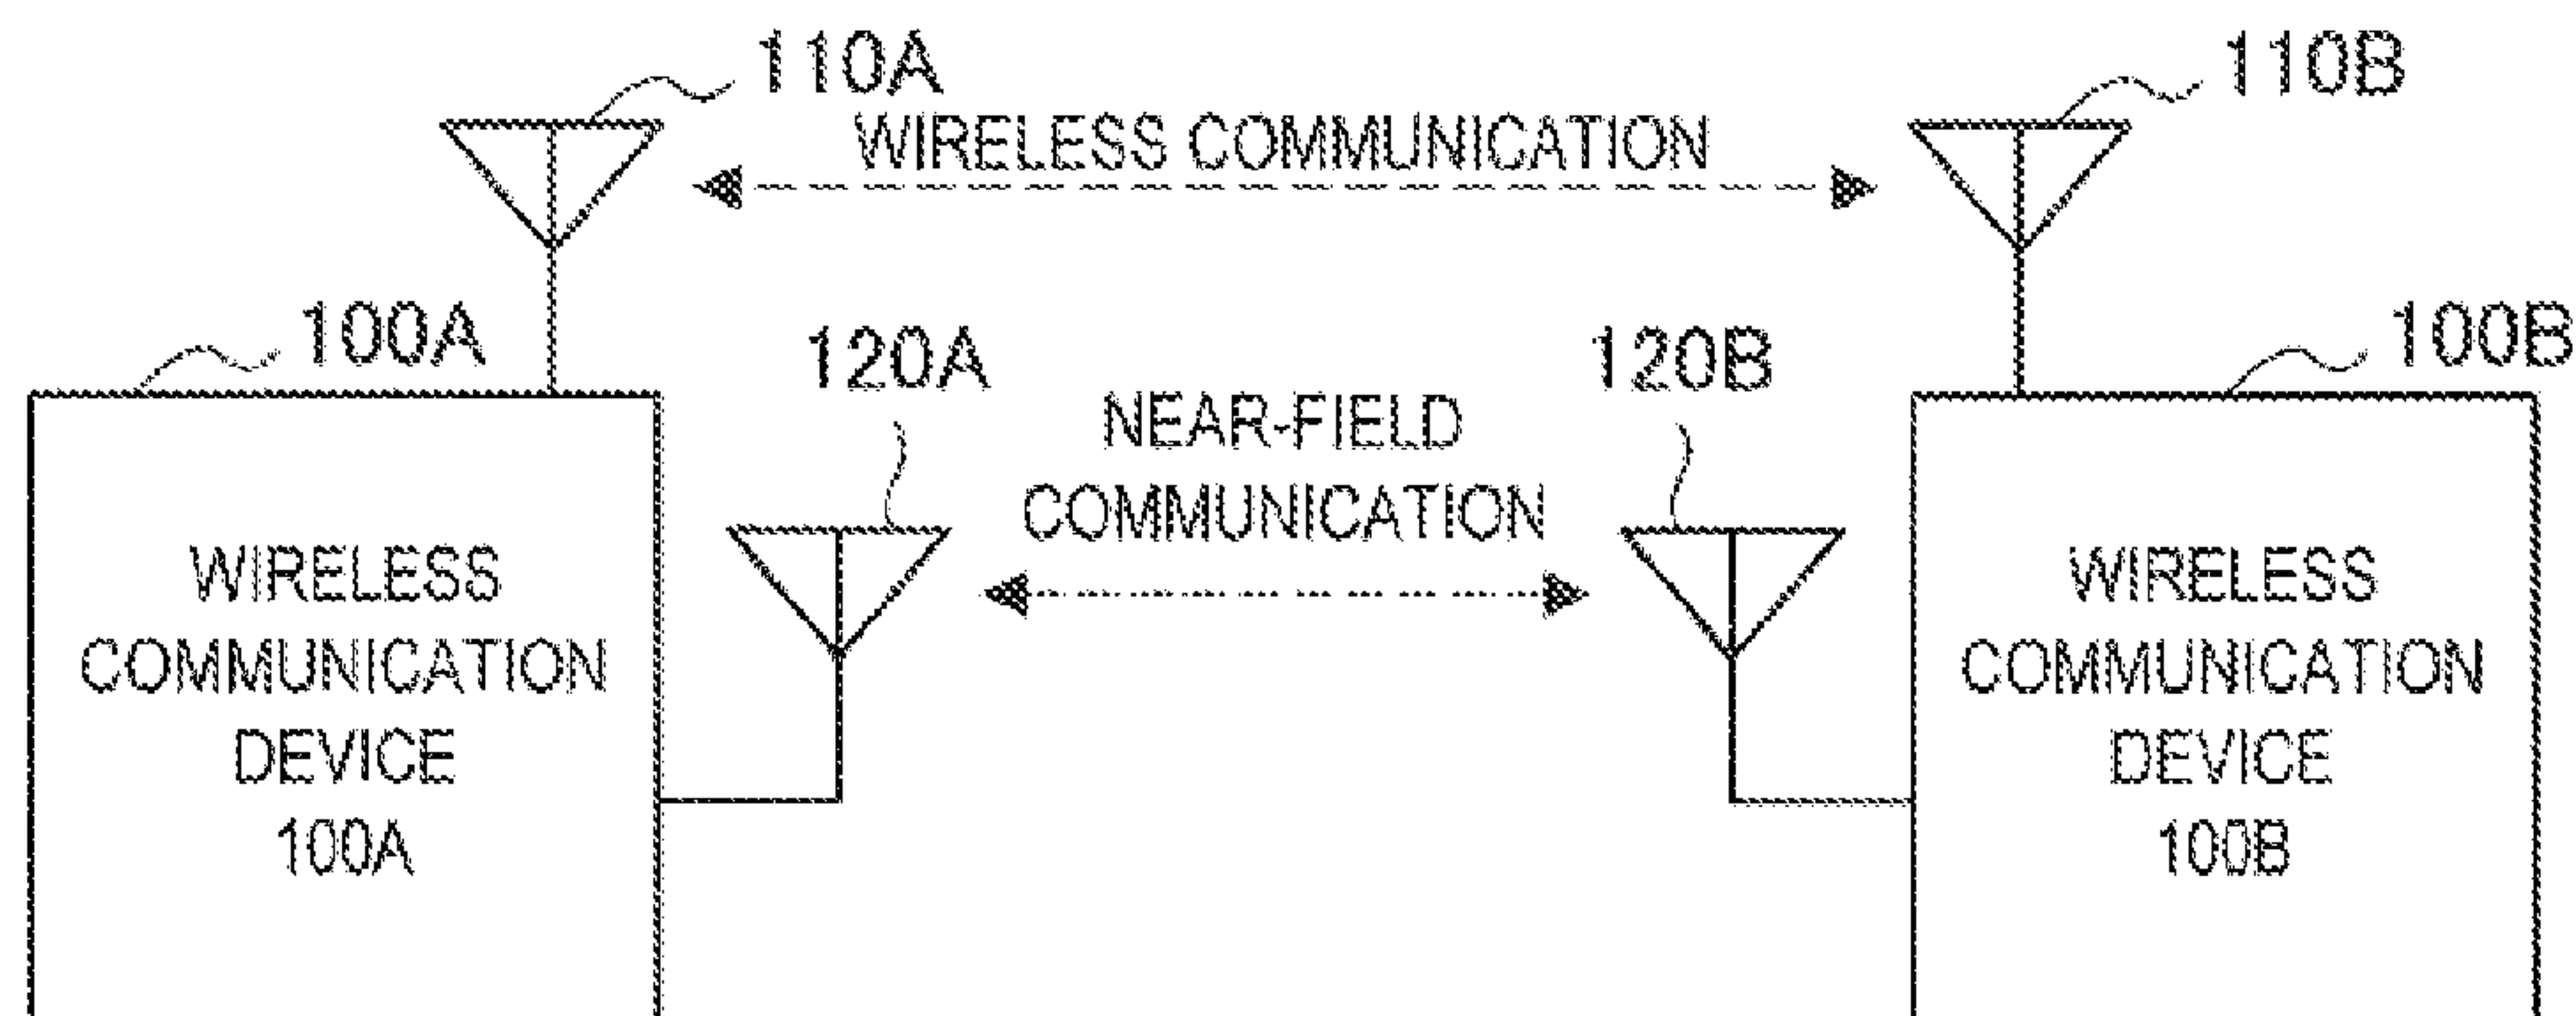 110A
110B
WIRELESS COMMUNICATION
100A
120A
120B
100B
NEAR-FIELD
COMMUNICATION
WIRELESS
COMMUNICATION
DEVICE
100A
WIRELESS
COMMUNICATION
DEVICE
100B